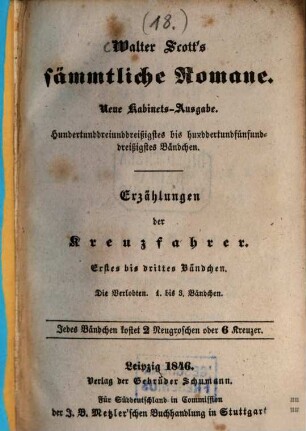 (18.)
Walter Scott's
sämmtliche Romane.
Neue Kabinets-Ausgabe.
Hundertunddreiunddreißigstes bis hunddertundfünfund-
dreißigstes Bändchen.
Erzählungen
der
Kreuzfahrer.
Erstes bis drittes Bändchen.
Die Verlobten. 1. bis 3. Bändchen.
Jedes Bändchen kostet 2 Neugroschen oder 6 Kreuzer.
Leipzig 1846.
Verlag der Gebrüder Schumann.
Für Süddeutschland in Commission
der J. B. Metzler'schen Buchhandlung in Stuttgart